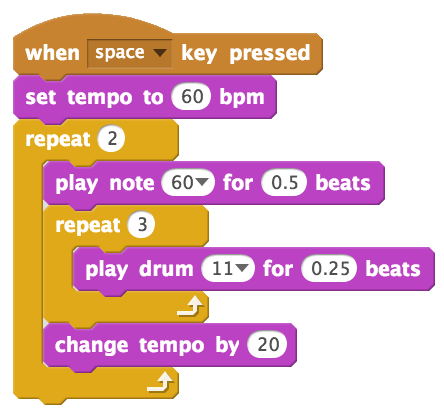 when space key pressed
set tempo to 60 bpm
repeat 2
play note 60 for 0.5 beats
repeat 3
play drum 11 for 0.25 beats
change tempo by 20